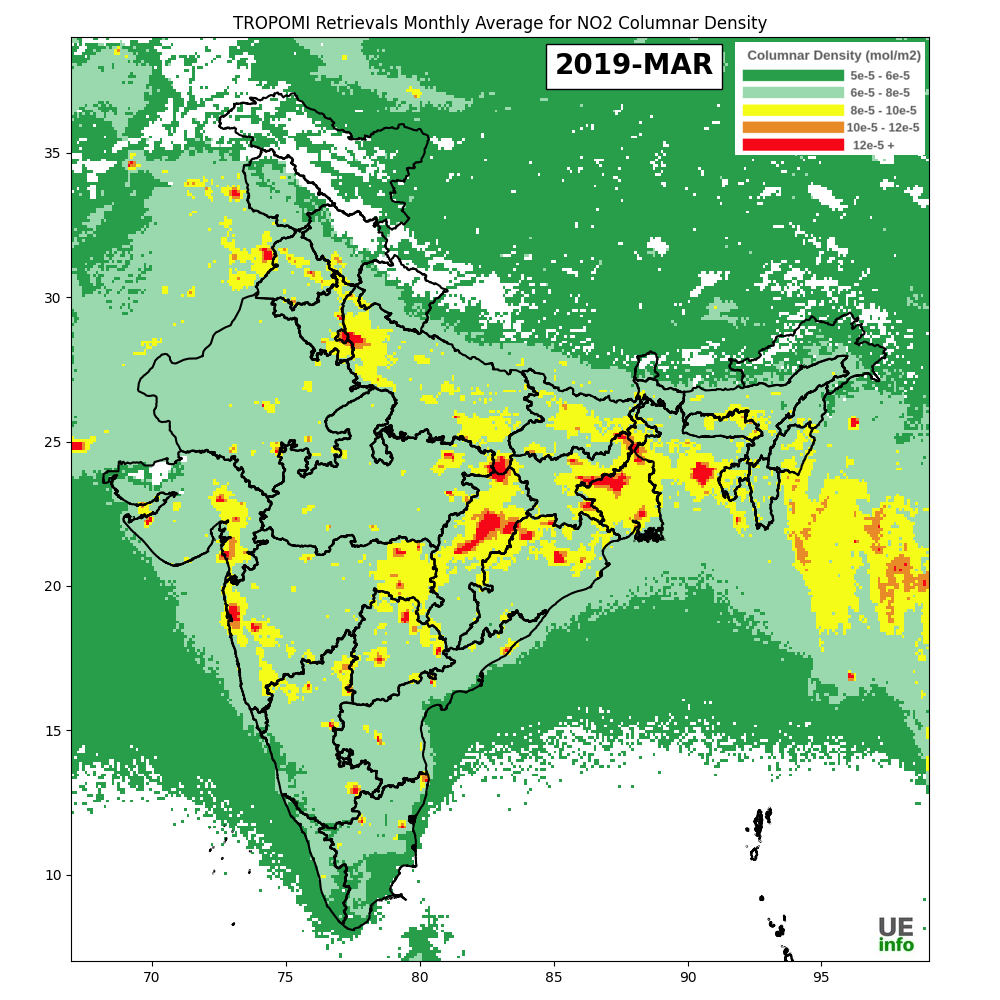 TROPOMI Retrievals Monthly Average for NO2 Columnar Density
2019-MAR
Columnar Density (mol/m2)
5e-5 - 6e-5
6e-5 - 8e-5
8e-5 - 10e-5
10e-5 - 12e-5
12e-5 +
35
30
25
20
15
10
70 75 80 85 90 95
UE
info